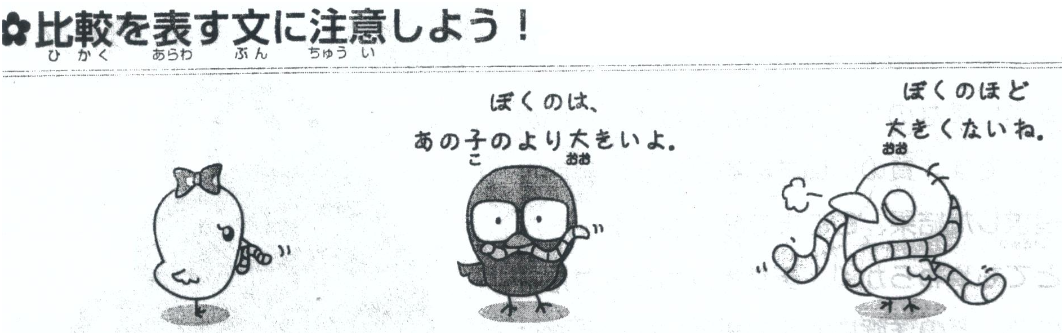 ✿比較を表す文に注意しよう！
ひかく あらわ ぶん ちゅうい
ぼくのは、
あの子のより大きいよ。
こ おお
ぼくのほど
大きくないね。
おお